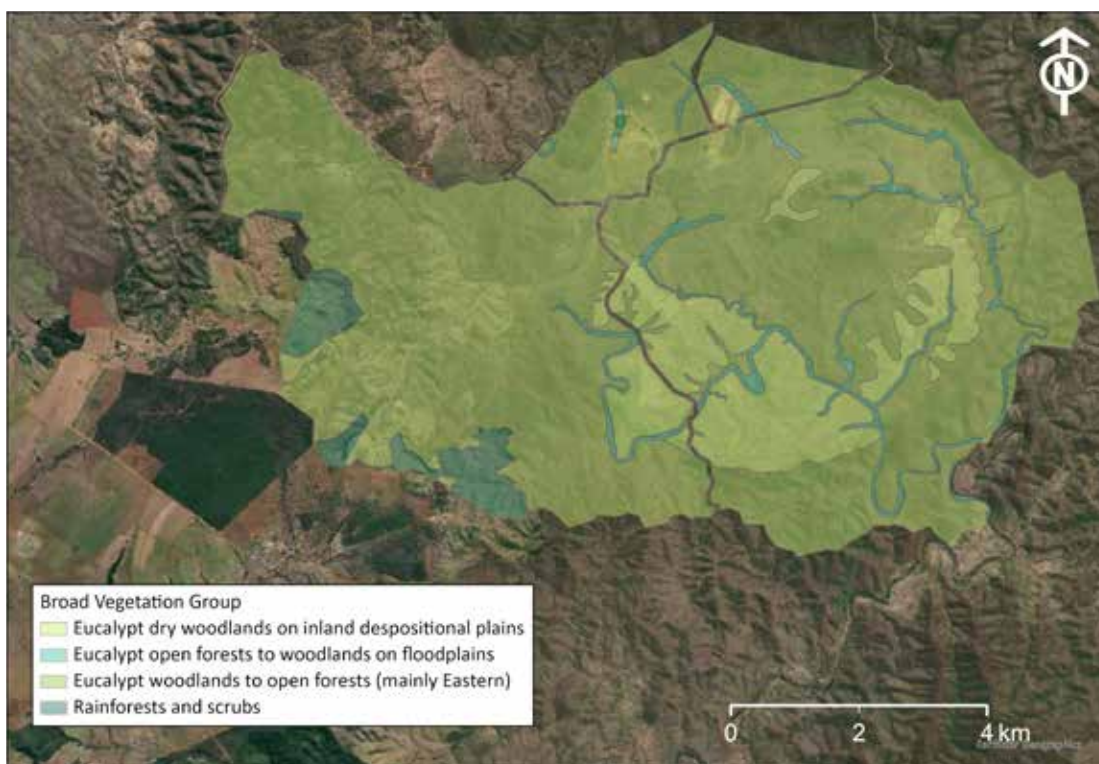 N
Broad Vegetation Group
Eucalypt dry woodlands on inland despositional plains
Eucalypt open forests to woodlands on floodplains
Eucalypt woodlands to open forests (mainly Eastern)
Rainforests and scrubs
0 2 4 km